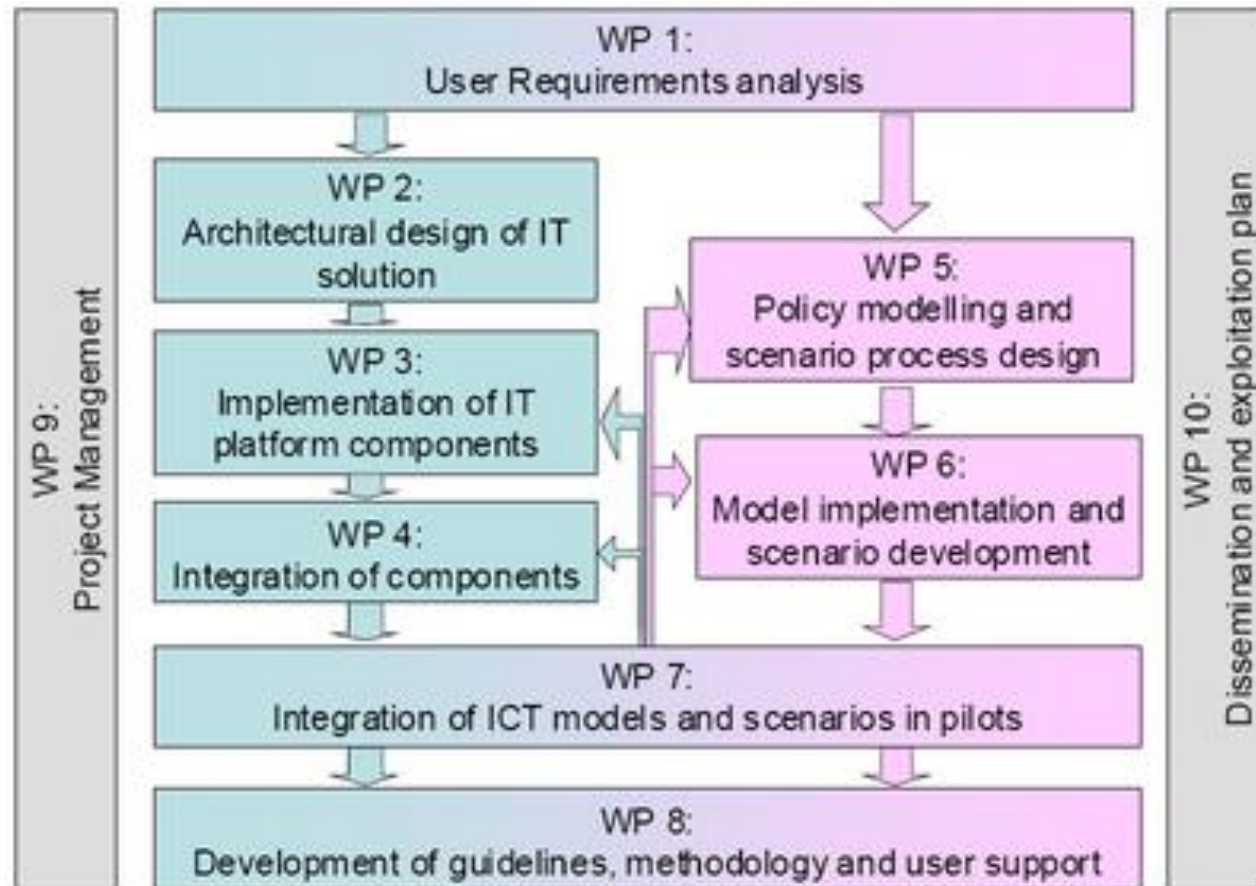 WP 1:
User Requirements analysis
WP 2:
Architectural design of IT
solution
WP 3:
Implementation of IT
platform components
WP 4:
Integration of components
WP 5:
Policy modelling and
scenario process design
WP 6:
Model implementation and
scenario development
WP 7:
Integration of ICT models and scenarios in pilots
WP 8:
Development of guidelines, methodology and user support
WP 9:
Project Management
WP 10:
Dissemination and exploitation plan